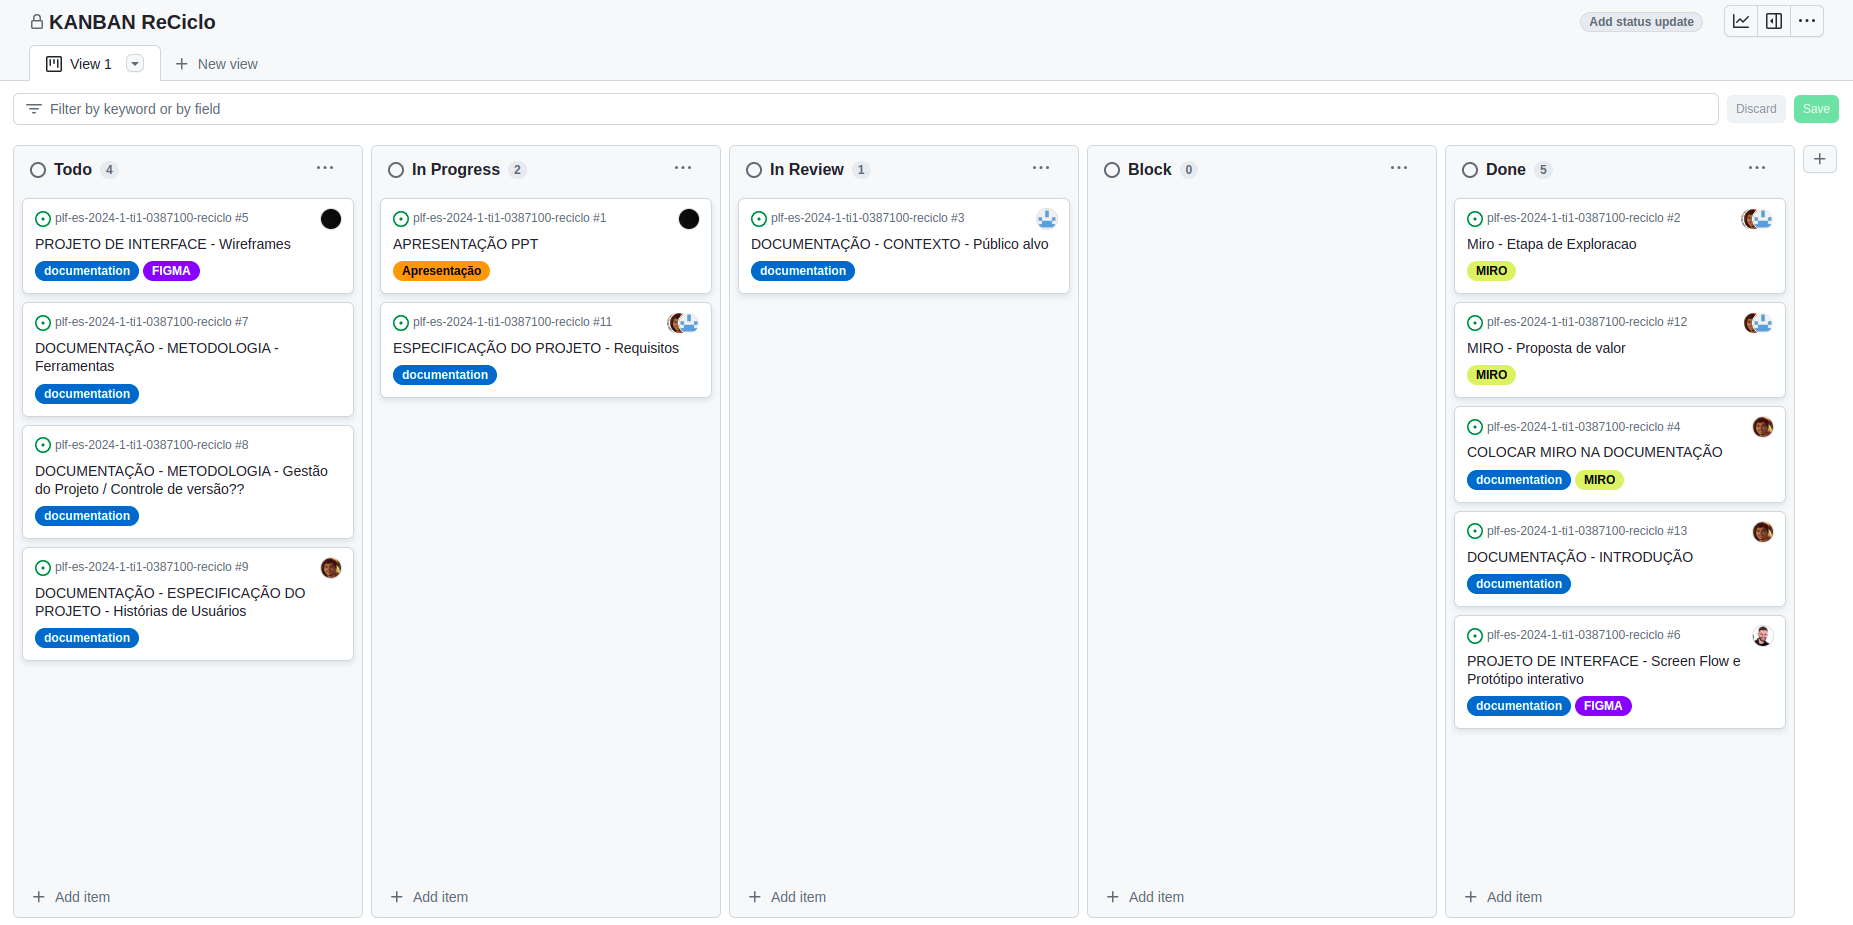 KANBAN ReCiclo
Add status update
View 1
New view
Filter by keyword or by field
Discard
Save
Todo 4
plf-es-2024-1-ti1-0387100-reciclo #5
PROJETO DE INTERFACE - Wireframes
documentation FIGMA
plf-es-2024-1-ti1-0387100-reciclo #7
DOCUMENTAÇÃO - METODOLOGIA -
Ferramentas
documentation
plf-es-2024-1-ti1-0387100-reciclo #8
DOCUMENTAÇÃO - METODOLOGIA - Gestão
do Projeto / Controle de versão??
documentation
plf-es-2024-1-ti1-0387100-reciclo #9
DOCUMENTAÇÃO - ESPECIFICAÇÃO DO
PROJETO - Histórias de Usuários
documentation
Add item
In Progress 2
plf-es-2024-1-ti1-0387100-reciclo #1
APRESENTAÇÃO PPT
Apresentação
plf-es-2024-1-ti1-0387100-reciclo #11
ESPECIFICAÇÃO DO PROJETO - Requisitos
documentation
Add item
In Review 1
plf-es-2024-1-ti1-0387100-reciclo #3
DOCUMENTAÇÃO - CONTEXTO - Público alvo
documentation
Add item
Block 0
Add item
Done 5
plf-es-2024-1-ti1-0387100-reciclo #2
Miro - Etapa de Exploracao
MIRO
plf-es-2024-1-ti1-0387100-reciclo #12
MIRO - Proposta de valor
MIRO
plf-es-2024-1-ti1-0387100-reciclo #4
COLOCAR MIRO NA DOCUMENTAÇÃO
documentation MIRO
plf-es-2024-1-ti1-0387100-reciclo #13
DOCUMENTAÇÃO - INTRODUÇÃO
documentation
plf-es-2024-1-ti1-0387100-reciclo #6
PROJETO DE INTERFACE - Screen Flow e
Protótipo interativo
documentation FIGMA
Add item